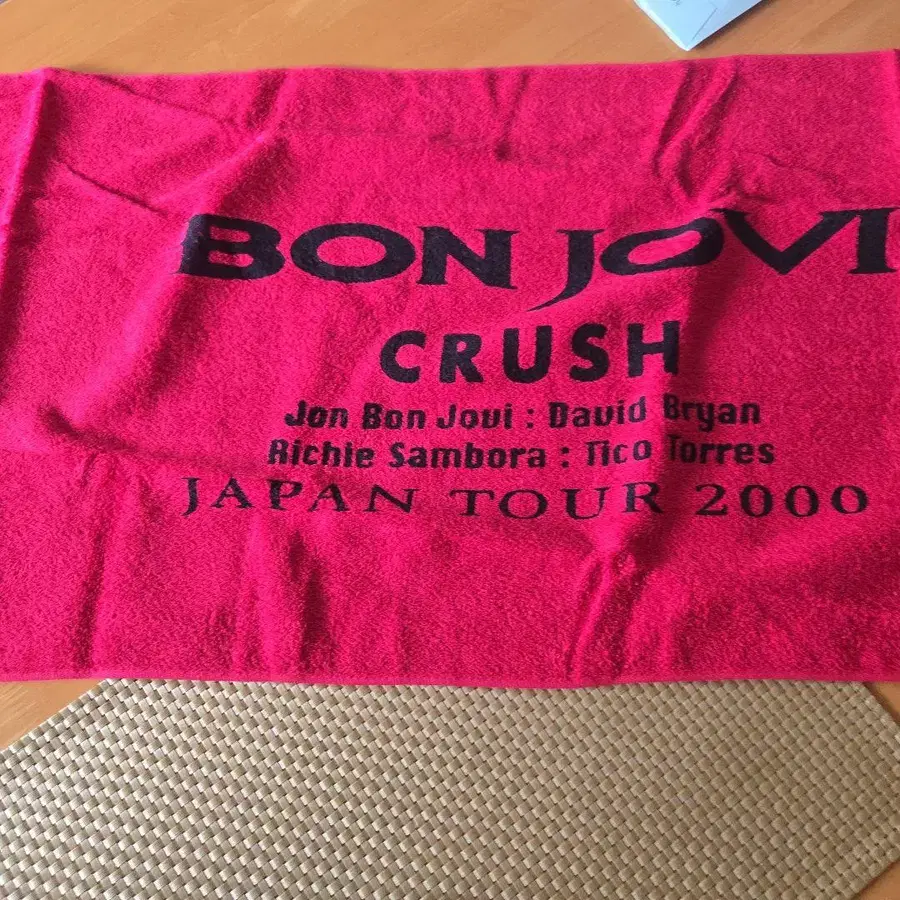 BON JOVI
CRUSH
Jon Bon Jovi : David Bryan
Richie Sambora : Tico Torres
JAPAN TOUR 2000